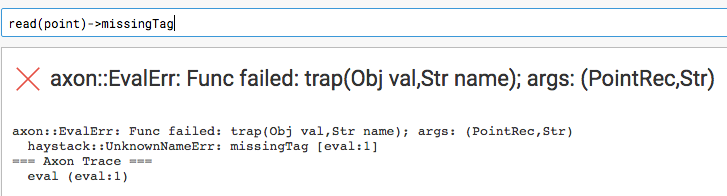 read(point)->missingTag
axon::EvalErr: Func failed: trap(Obj val,Str name); args: (PointRec,Str)
axon::EvalErr: Func failed: trap(Obj val,Str name); args: (PointRec,Str)
  haystack::UnknownNameErr: missingTag [eval:1]
=== Axon Trace ===
  eval (eval:1)